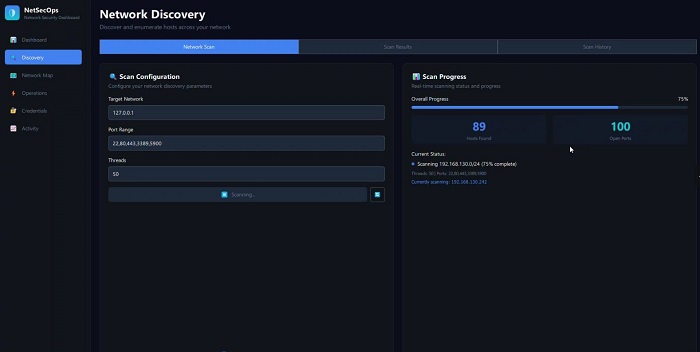 NetSecOps
Network Security Dashboard
Dashboard
Discovery
Network Map
Operations
Credentials
Activity
Network Discovery
Discover and enumerate hosts across your network
Network Scan
Scan Results
Scan History
Scan Configuration
Configure your network discovery parameters
Target Network
127.0.0.1
Port Range
22,80,443,3389,5900
Threads
50
Scanning...
Scan Progress
Real-time scanning status and progress
Overall Progress
75%
89
Hosts Found
100
Open Ports
Current Status:
Scanning 192.168.130.0/24 (75% complete)
Threads: 50| Ports: 22,80,443,3389,5900
Currently scanning: 192.168.130.242